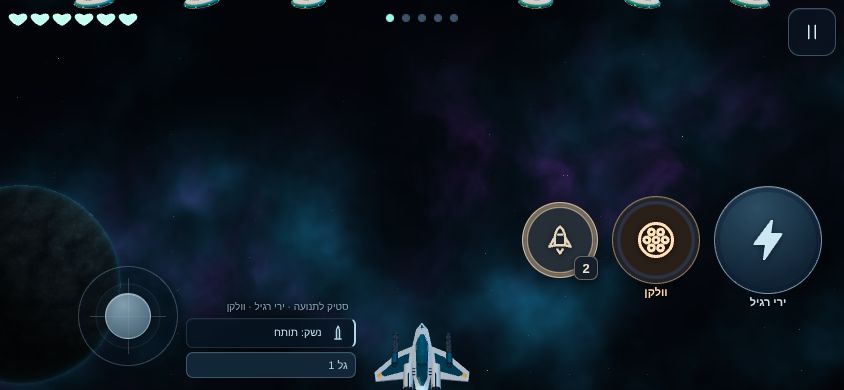 2
וולקן
ירי רגיל
סטיק לתנועה · ירי רגיל · וולקן
נשק: תותח
גל 1